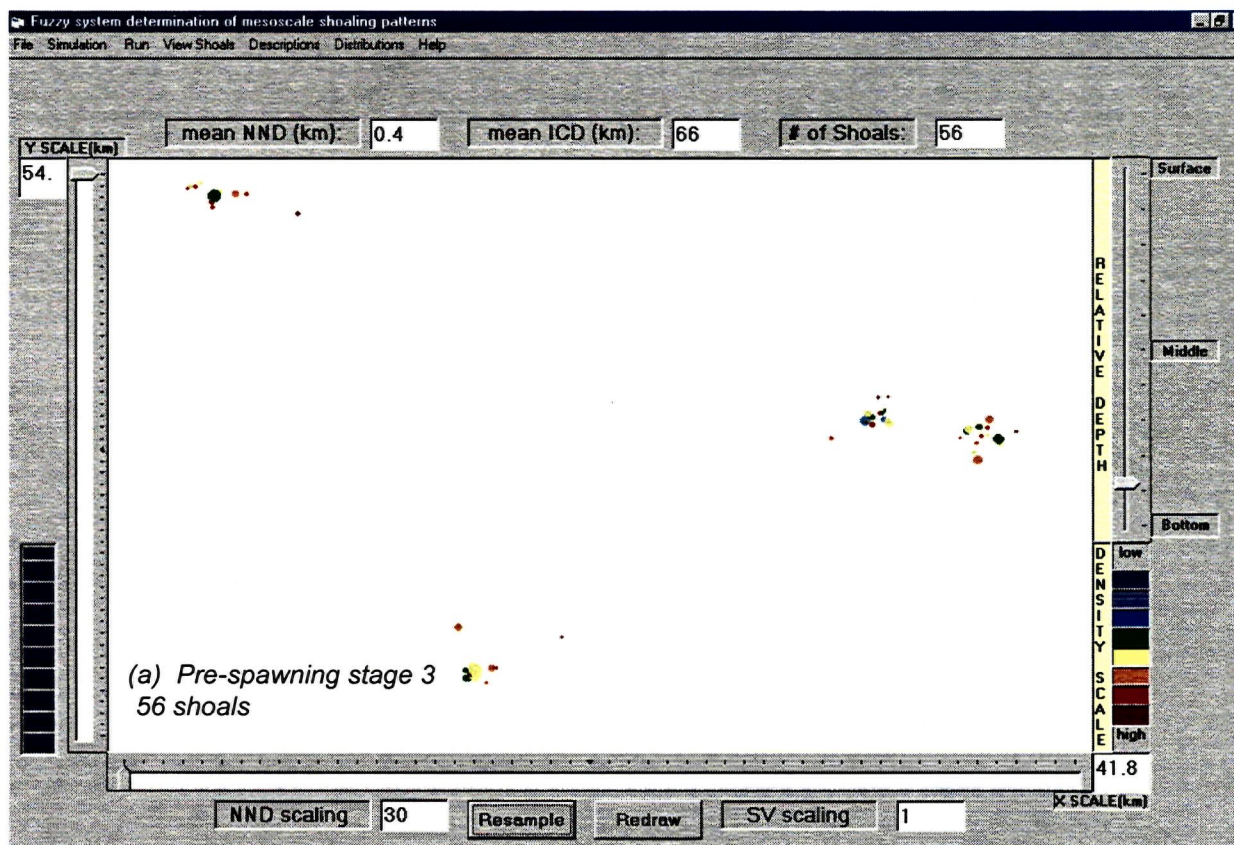 Fuzzy system determination of mesoscale shoaling patterns
File Simulation Run View Shoals Descriptions Distributions Help
mean NND (km): 0.4 mean ICD (km): 66 # of Shoals: 56
Y SCALE(km)
54.
Surface
RELATIVE DEPTH
Middle
Bottom
DENSITY SCALE
low
high
(a) Pre-spawning stage 3
56 shoals
41.8
X SCALE(km)
NND scaling 30 Resample Redraw SV scaling 1